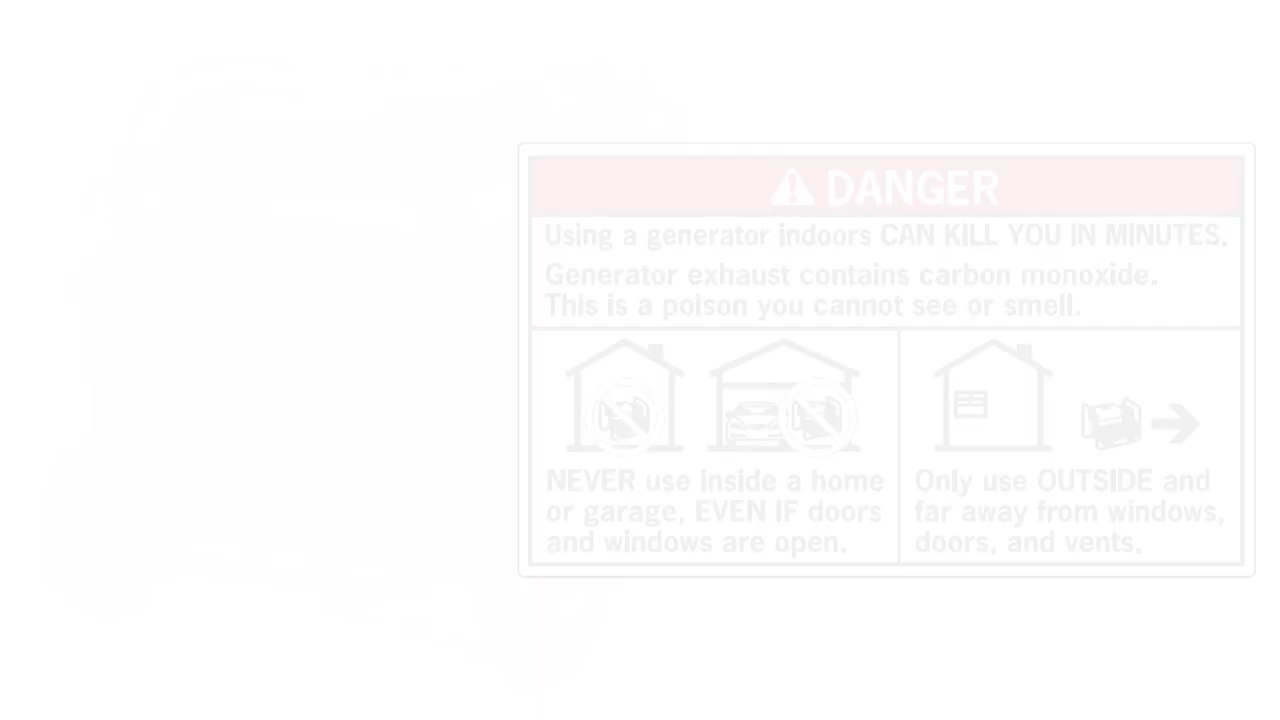 DANGER
Using a generator indoors CAN KILL YOU IN MINUTES.
Generator exhaust contains carbon monoxide.
This is a poison you cannot see or smell.
NEVER use inside a home
or garage, EVEN IF doors
and windows are open.
Only use OUTSIDE and
far away from windows,
doors, and vents.